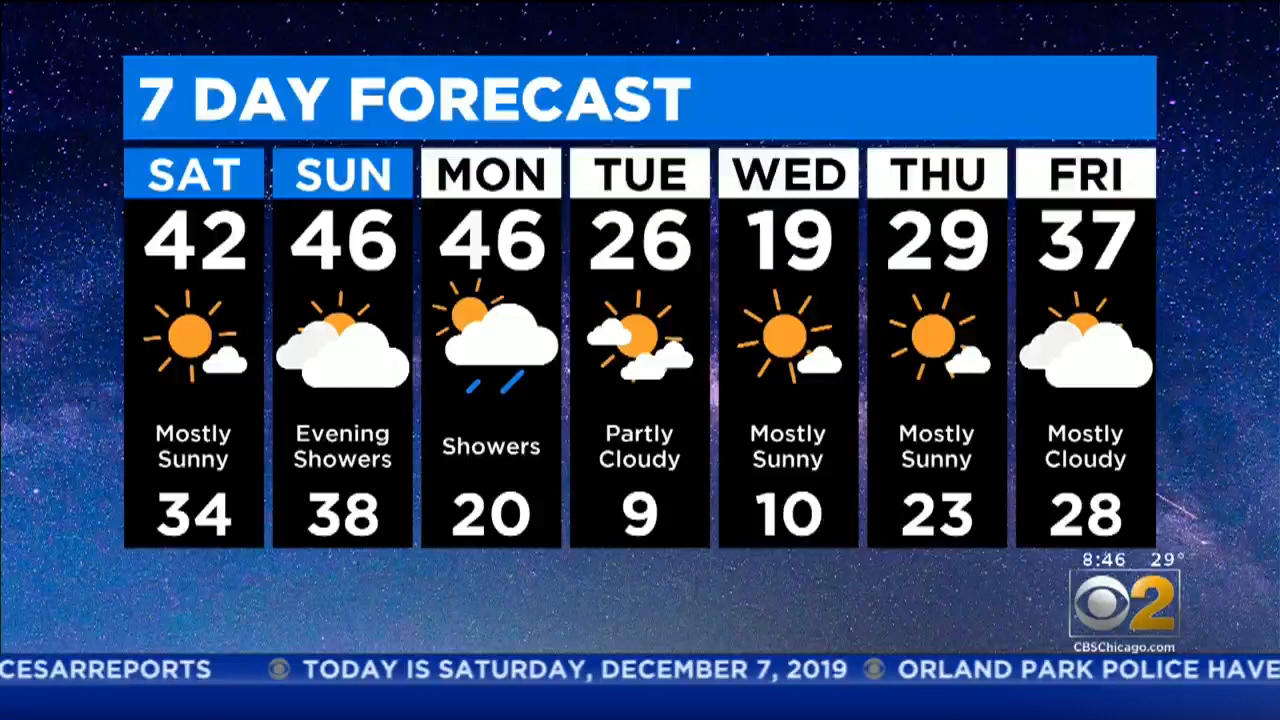 7 DAY FORECAST
SAT SUN MON TUE WED THU FRI
42 46 46 26 19 29 37
Mostly Sunny
Evening Showers
Showers
Partly Cloudy
Mostly Sunny
Mostly Sunny
Mostly Cloudy
34 38 20 9 10 23 28
8:46 29°
2
CBSChicago.com
CESARREPORTS TODAY IS SATURDAY, DECEMBER 7, 2019 ORLAND PARK POLICE HAVE